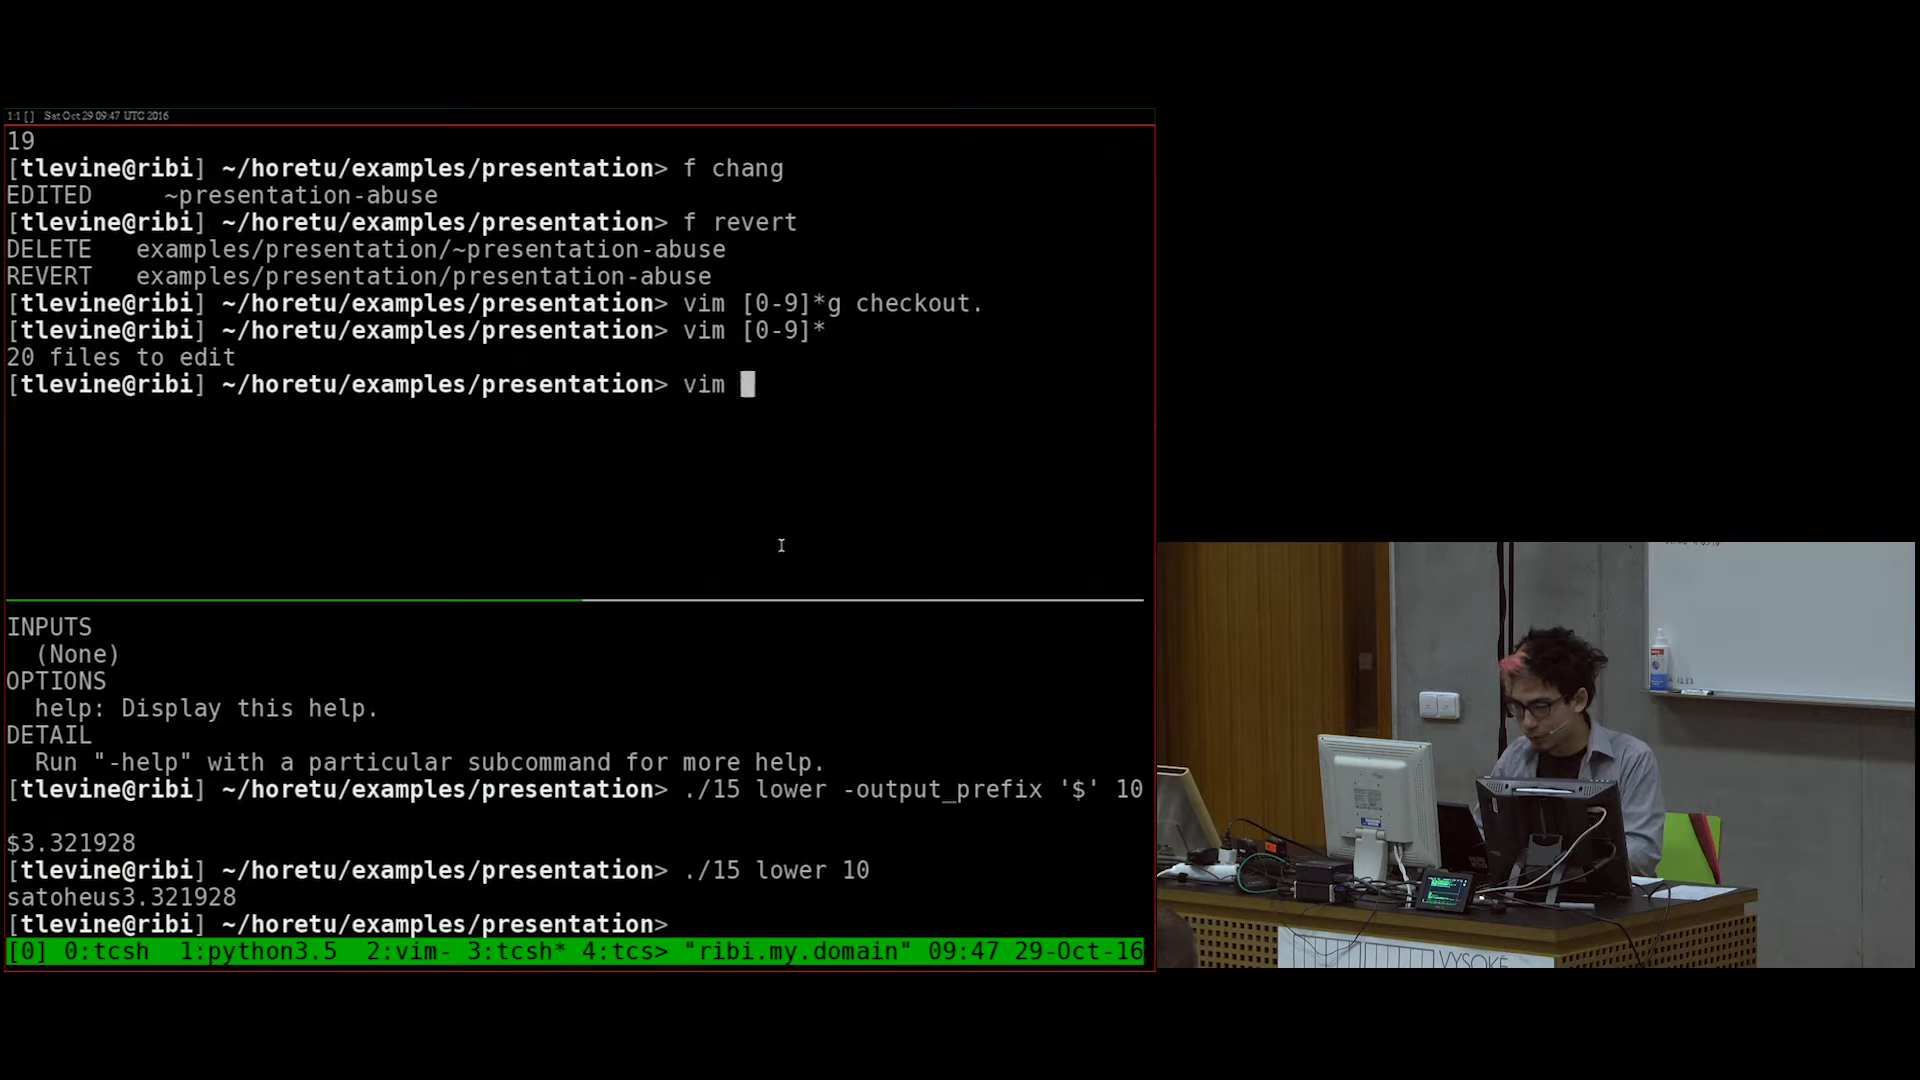 1:1 [ ] Sat Oct 29 09:47 UTC 2016
19
[tlevine@ribi] ~/horetu/examples/presentation> f chang
EDITED     ~presentation-abuse
[tlevine@ribi] ~/horetu/examples/presentation> f revert
DELETE   examples/presentation/~presentation-abuse
REVERT   examples/presentation/presentation-abuse
[tlevine@ribi] ~/horetu/examples/presentation> vim [0-9]*g checkout.
[tlevine@ribi] ~/horetu/examples/presentation> vim [0-9]*
20 files to edit
[tlevine@ribi] ~/horetu/examples/presentation> vim
INPUTS
  (None)
OPTIONS
  help: Display this help.
DETAIL
  Run "-help" with a particular subcommand for more help.
[tlevine@ribi] ~/horetu/examples/presentation> ./15 lower -output_prefix '$' 10
$3.321928
[tlevine@ribi] ~/horetu/examples/presentation> ./15 lower 10
satoheus3.321928
[tlevine@ribi] ~/horetu/examples/presentation>
[0] 0:tcsh  1:python3.5  2:vim- 3:tcsh* 4:tcs> "ribi.my.domain" 09:47 29-Oct-16
VYSOKÉ